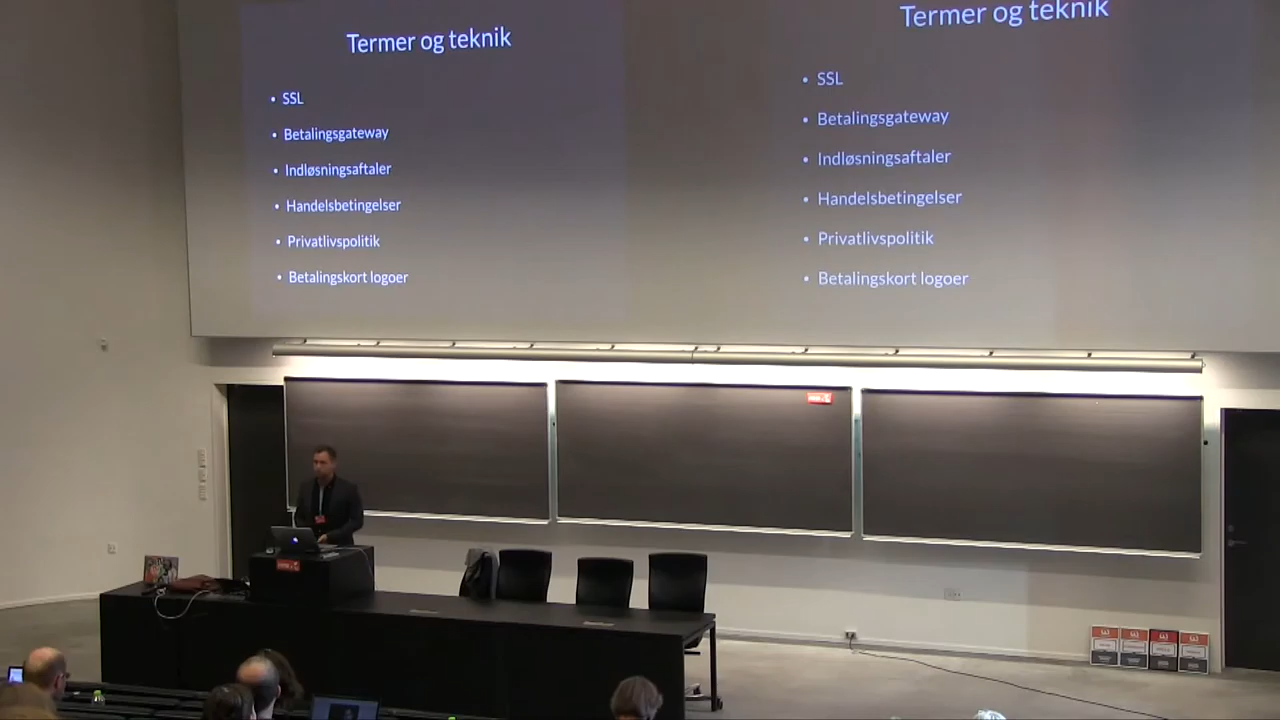 Termer og teknik
• SSL
• Betalingsgateway
• Indløsningsaftaler
• Handelsbetingelser
• Privatlivspolitik
• Betalingskort logoer
Termer og teknik
• SSL
• Betalingsgateway
• Indløsningsaftaler
• Handelsbetingelser
• Privatlivspolitik
• Betalingskort logoer